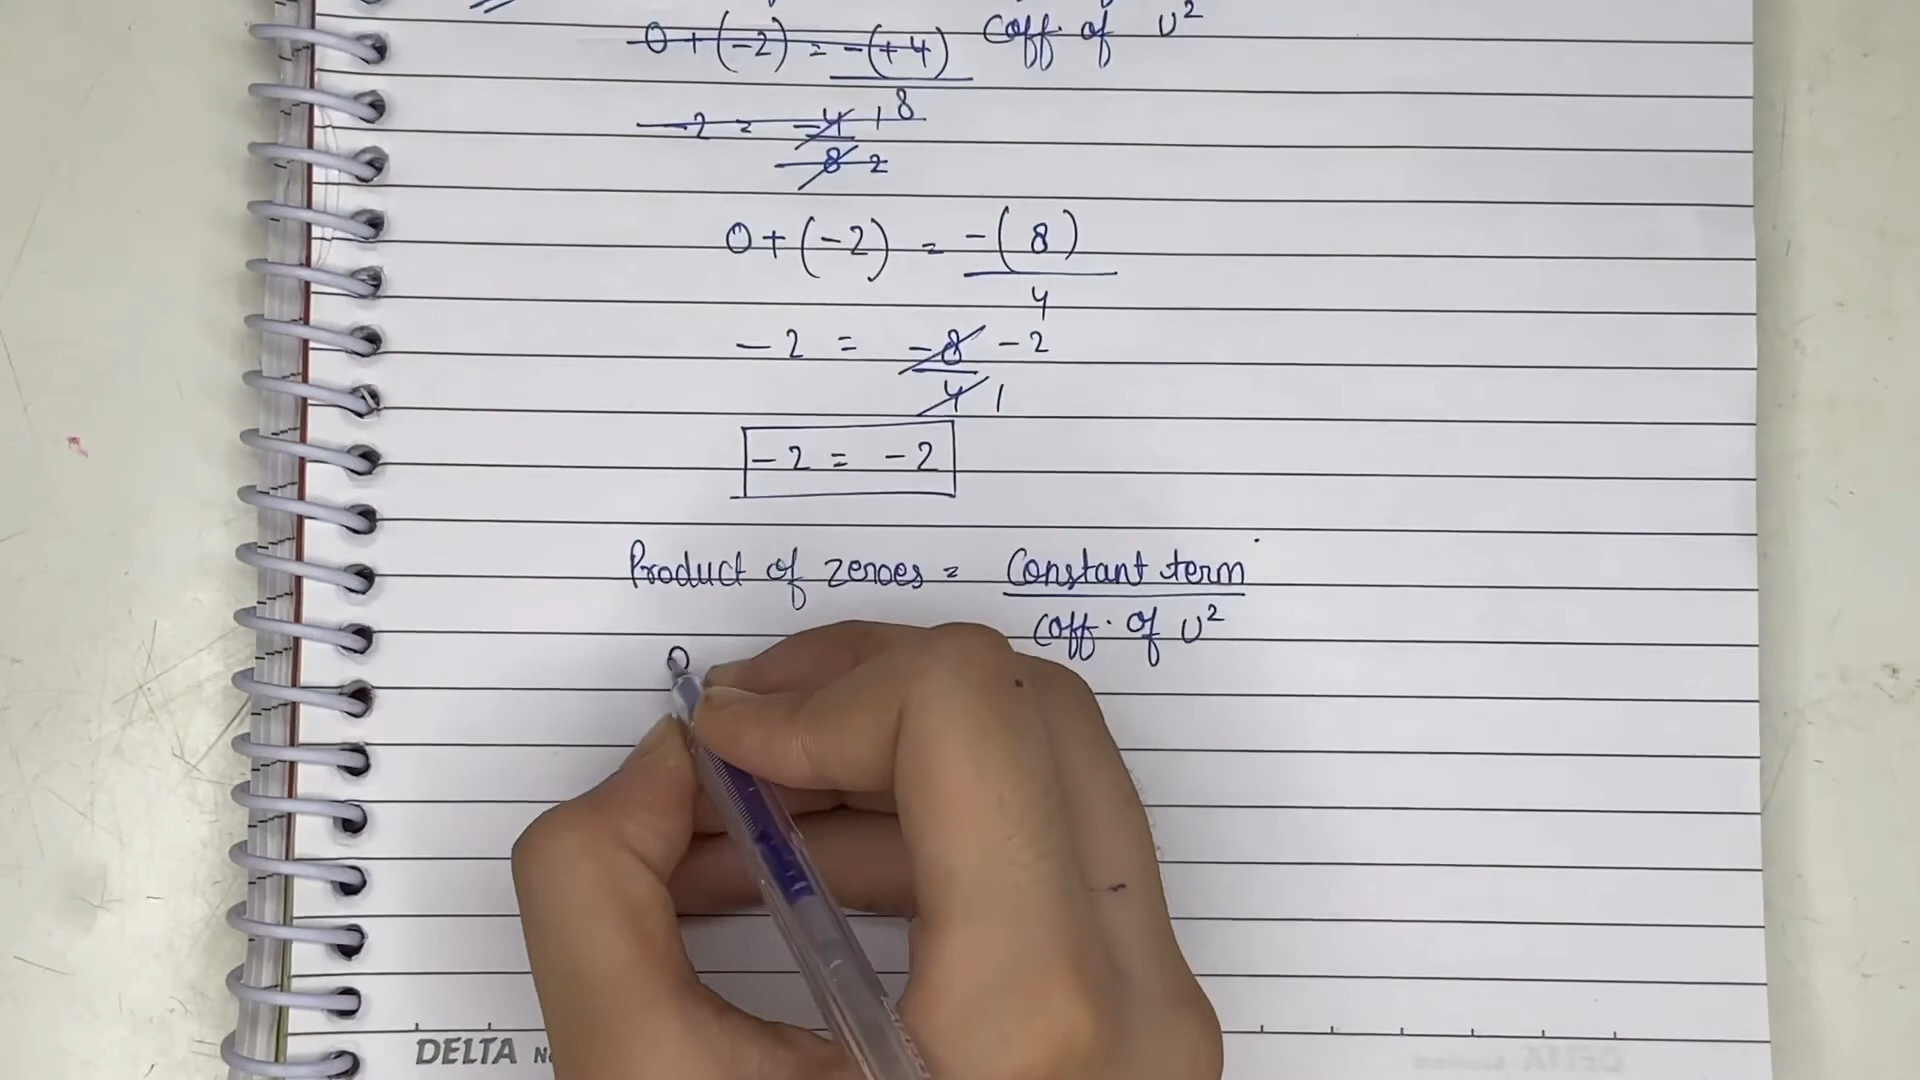 Coff. of U²
0 + (-2) = -(+4)
8
-2 = -4 1
8 2
0 + (-2) = -(8)
4
-2 = -8 -2
4 1
-2 = -2
Product of zeroes = Constant term
Coff. of U²
0
DELTA